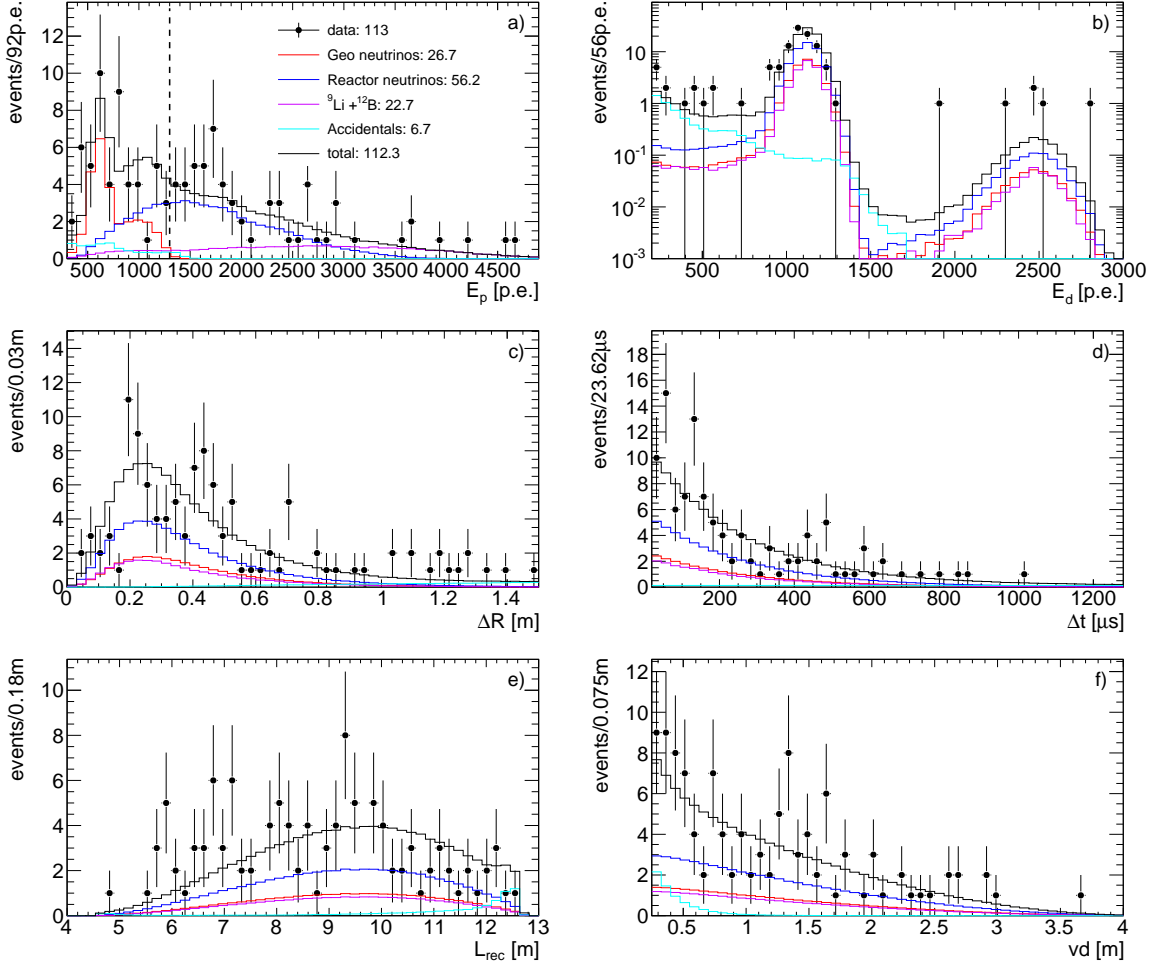 a)
events/92p.e.
12
10
8
6
4
2
0
data: 113
Geo neutrinos: 26.7
Reactor neutrinos: 56.2
⁹Li +¹²B: 22.7
Accidentals: 6.7
total: 112.3
500 1000 1500 2000 2500 3000 3500 4000 4500
E_p [p.e.]
b)
events/56p.e.
10
1
10⁻¹
10⁻²
10⁻³
500 1000 1500 2000 2500 3000
E_d [p.e.]
c)
events/0.03m
14
12
10
8
6
4
2
0
0 0.2 0.4 0.6 0.8 1 1.2 1.4
ΔR [m]
d)
events/23.62μs
18
16
14
12
10
8
6
4
2
0
200 400 600 800 1000 1200
Δt [μs]
e)
events/0.18m
10
8
6
4
2
0
4 5 6 7 8 9 10 11 12 13
L_rec [m]
f)
events/0.075m
12
10
8
6
4
2
0
0.5 1 1.5 2 2.5 3 3.5 4
vd [m]